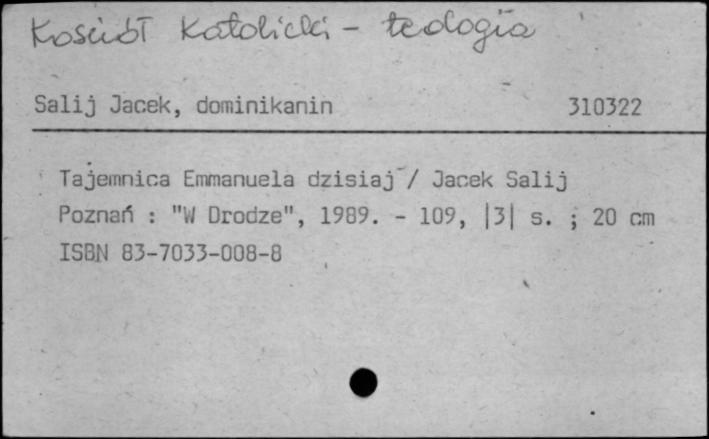 Kościół Katolicki - teologia
Salij Jacek, dominikanin 310322
Tajemnica Emmanuela dzisiaj / Jacek Salij
Poznań : "W Drodze", 1989. - 109, |3| s. ; 20 cm
ISBN 83-7033-008-8